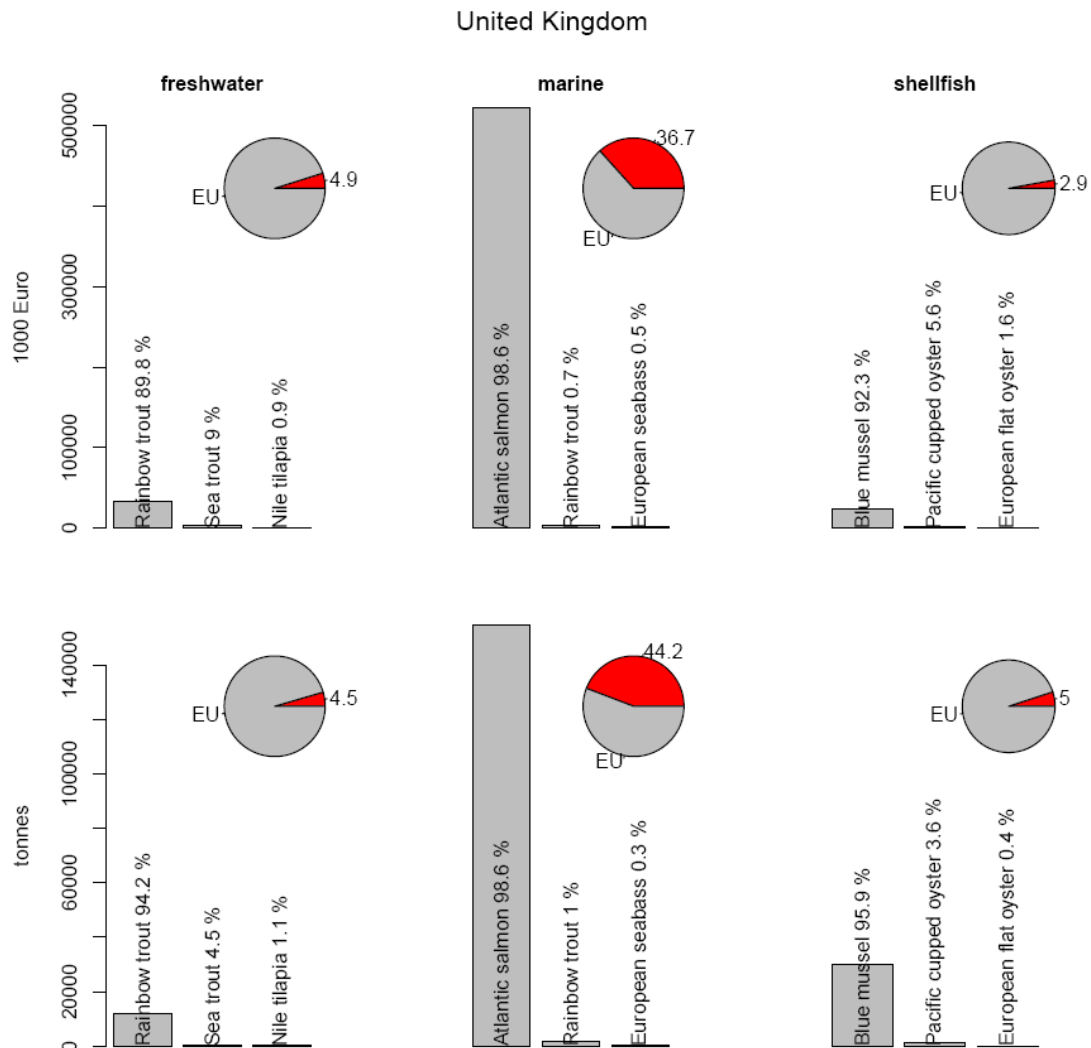 United Kingdom
freshwater
marine
shellfish
1000 Euro
500000
300000
100000
0
EU
4.9
Rainbow trout 89.8 %
Sea trout 9 %
Nile tilapia 0.9 %
EU
36.7
Atlantic salmon 98.6 %
Rainbow trout 0.7 %
European seabass 0.5 %
EU
2.9
Blue mussel 92.3 %
Pacific cupped oyster 5.6 %
European flat oyster 1.6 %
tonnes
140000
100000
60000
20000
0
EU
4.5
Rainbow trout 94.2 %
Sea trout 4.5 %
Nile tilapia 1.1 %
EU
44.2
Atlantic salmon 98.6 %
Rainbow trout 1 %
European seabass 0.3 %
EU
5
Blue mussel 95.9 %
Pacific cupped oyster 3.6 %
European flat oyster 0.4 %